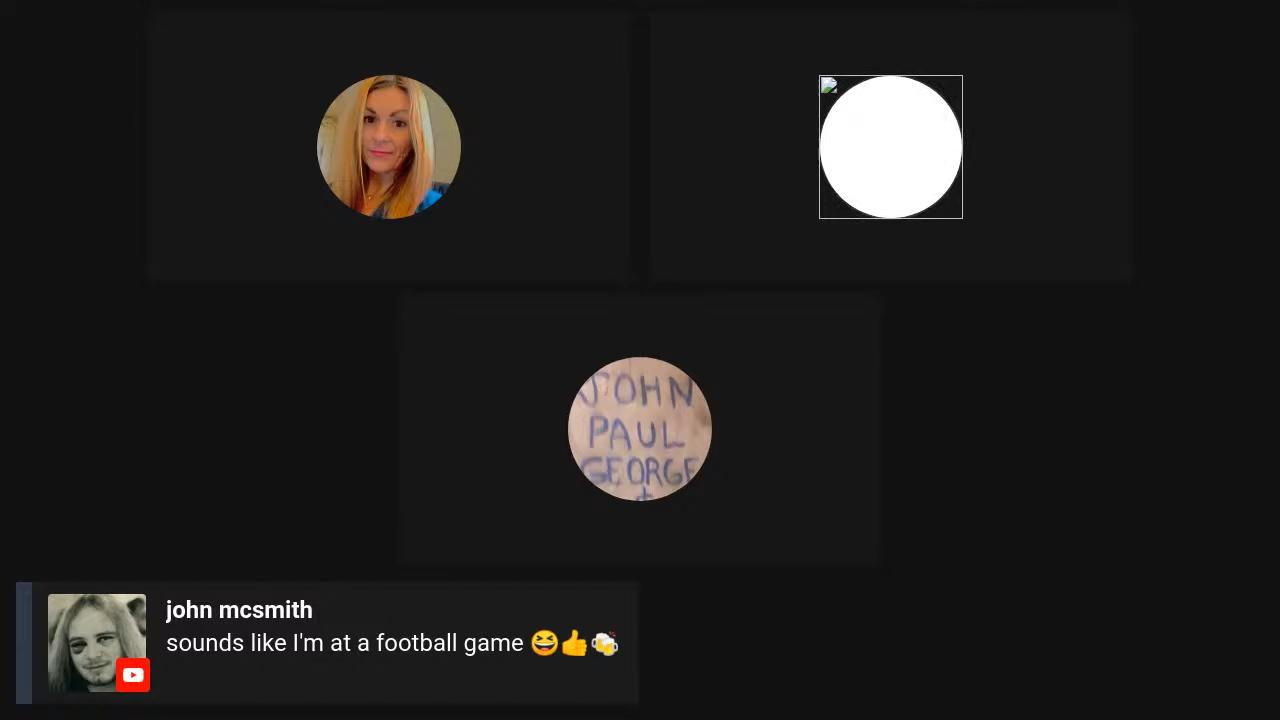 JOHN
PAUL
GEORGE
+
john mcsmith
sounds like I'm at a football game 😆👍🍻